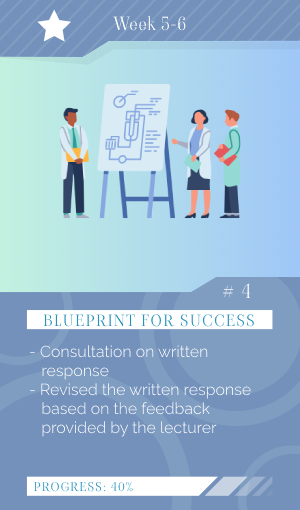 Week 5-6
# 4
BLUEPRINT FOR SUCCESS
- Consultation on written
response
- Revised the written response
based on the feedback
provided by the lecturer
PROGRESS: 40%